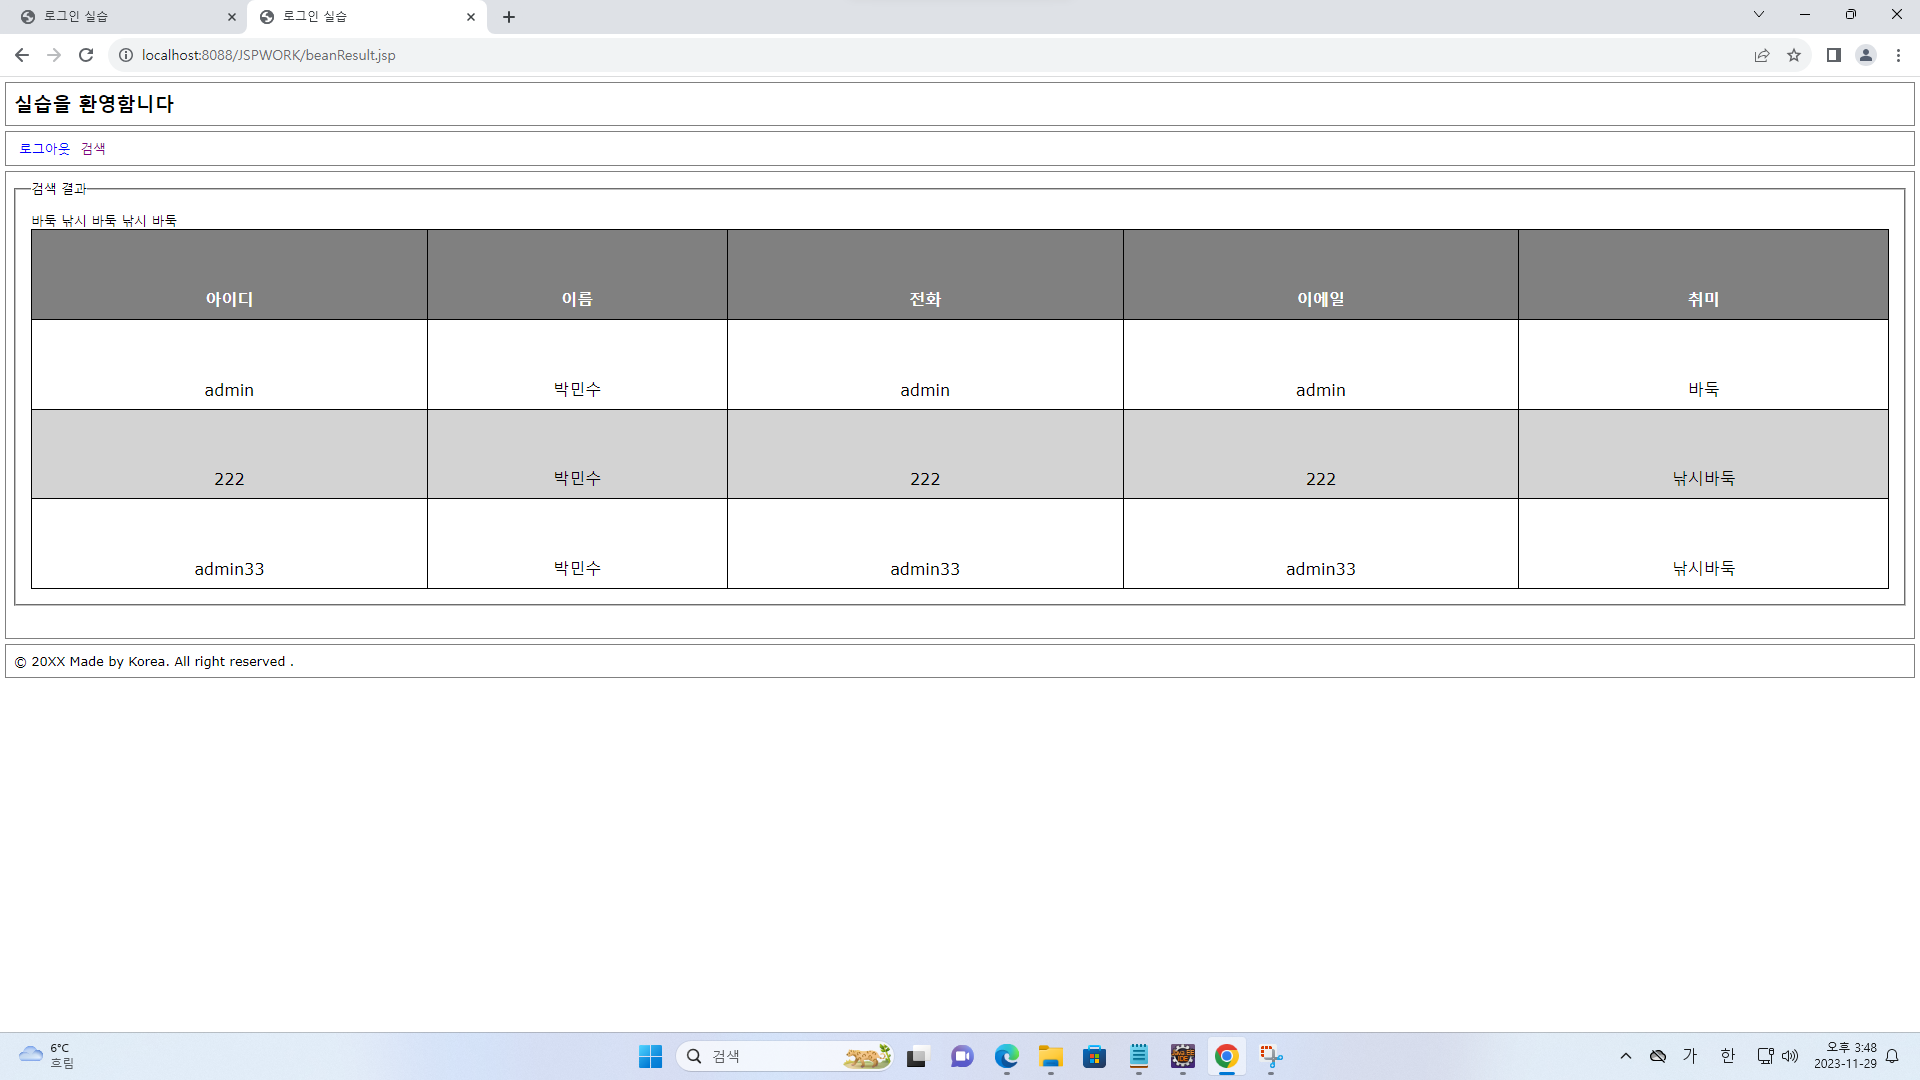 로그인 실습
로그인 실습
localhost:8088/JSPWORK/beanResult.jsp
실습을 환영함니다
로그아웃 검색
검색 결과
바둑 낚시 바둑 낚시 바둑
아이디 이름 전화 이에일 취미
admin 박민수 admin admin 바둑
222 박민수 222 222 낚시바둑
admin33 박민수 admin33 admin33 낚시바둑
© 20XX Made by Korea. All right reserved .
6°C
흐림
검색
가 한
오후 3:48
2023-11-29